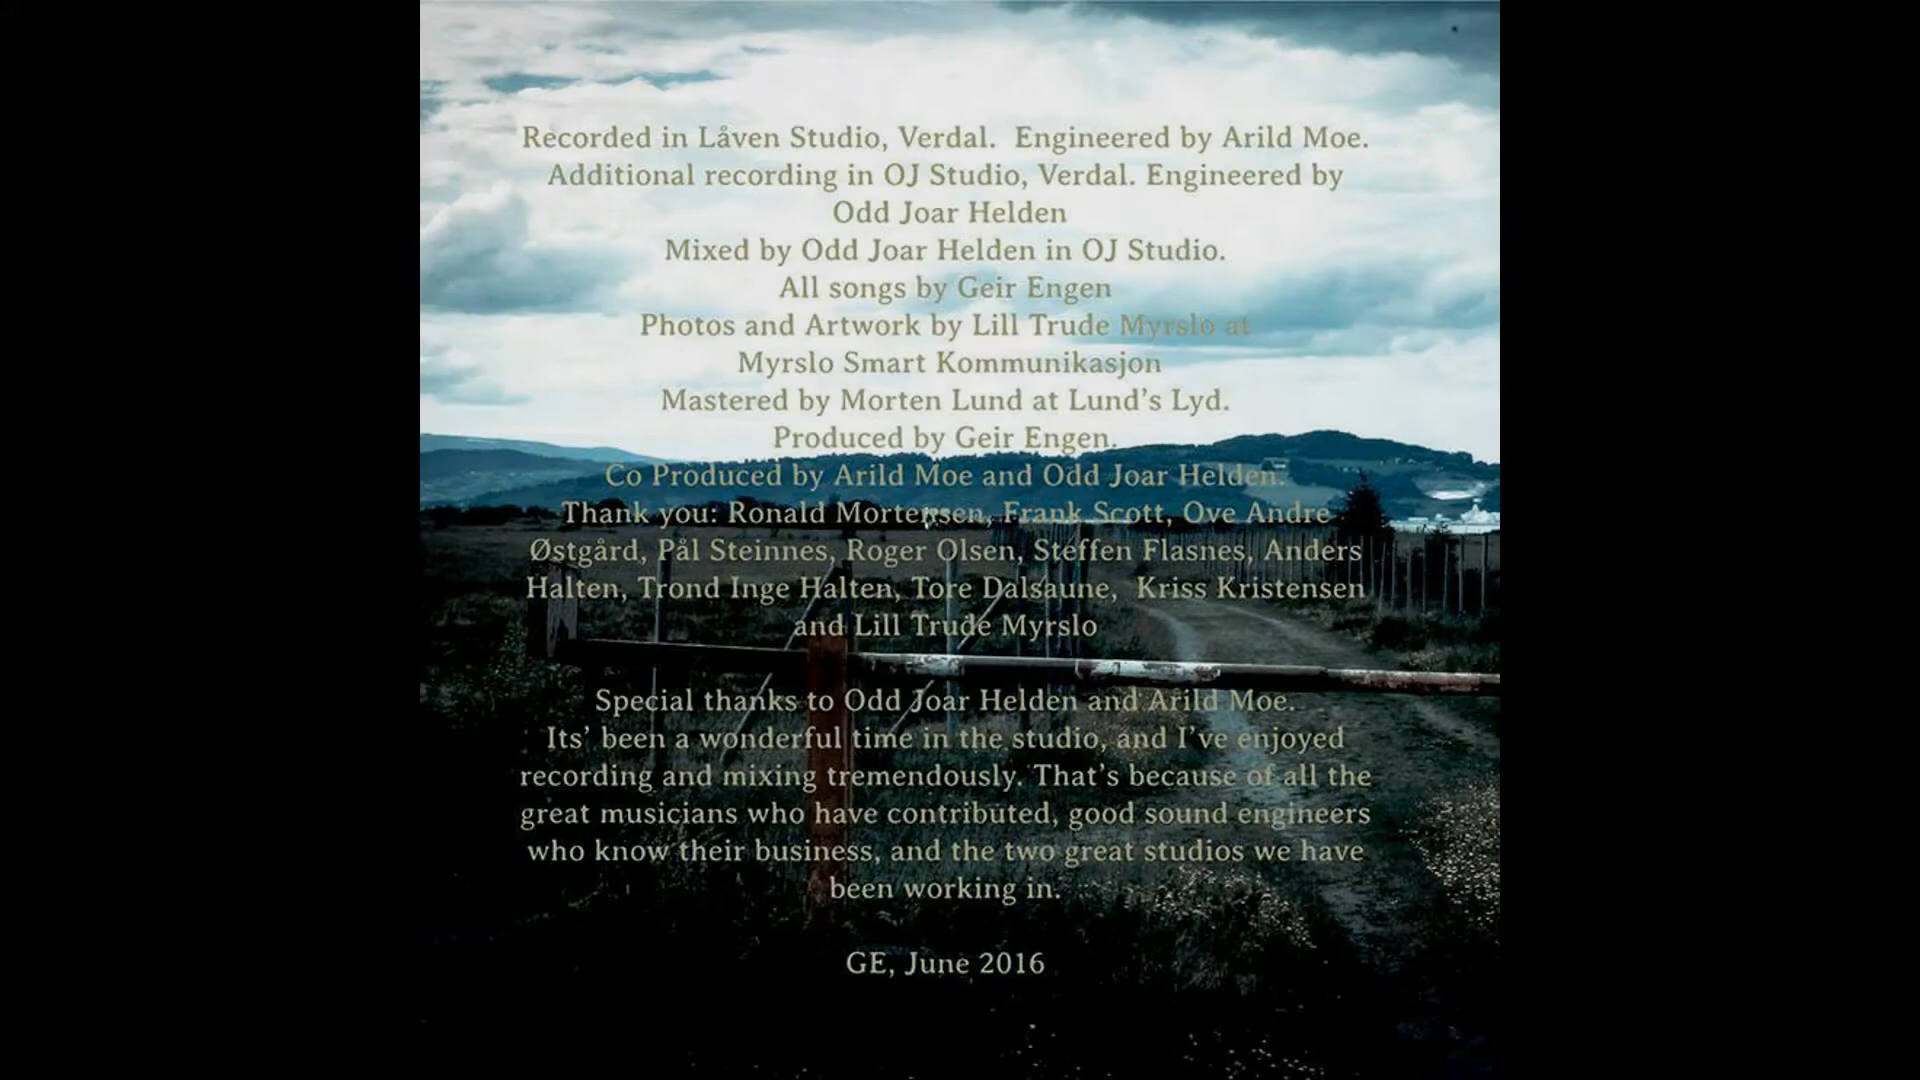 Recorded in Låven Studio, Verdal.  Engineered by Arild Moe.
Additional recording in OJ Studio, Verdal. Engineered by
Odd Joar Helden
Mixed by Odd Joar Helden in OJ Studio.
All songs by Geir Engen
Photos and Artwork by Lill Trude Myrslo at
Myrslo Smart Kommunikasjon
Mastered by Morten Lund at Lund’s Lyd.
Produced by Geir Engen.
Co Produced by Arild Moe and Odd Joar Helden.
Thank you: Ronald Mortensen, Frank Scott, Ove Andre
Østgård, Pål Steinnes, Roger Olsen, Steffen Flasnes, Anders
Halten, Trond Inge Halten, Tore Dalsaune,  Kriss Kristensen
and Lill Trude Myrslo
Special thanks to Odd Joar Helden and Arild Moe.
Its’ been a wonderful time in the studio, and I’ve enjoyed
recording and mixing tremendously. That’s because of all the
great musicians who have contributed, good sound engineers
who know their business, and the two great studios we have
been working in.
GE, June 2016